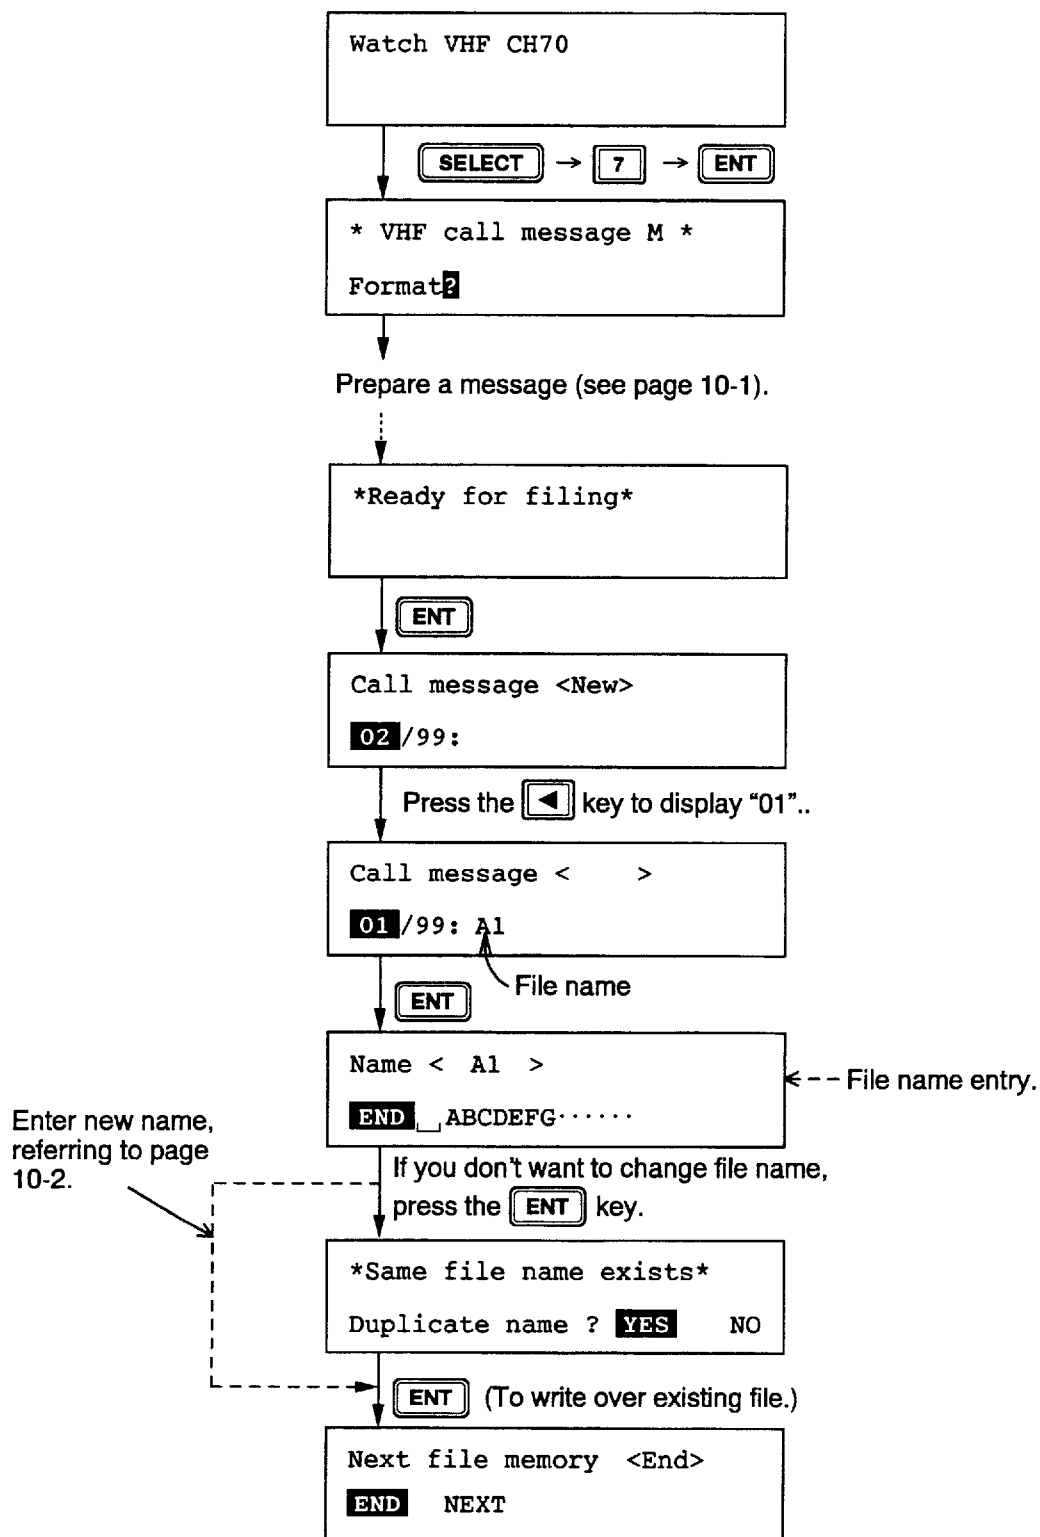 Watch VHF CH70
SELECT → 7 → ENT
* VHF call message M *
Format?
Prepare a message (see page 10-1).
*Ready for filing*
ENT
Call message <New>
02/99:
Press the ◀ key to display “01”..
Call message < >
01/99: A1
File name
ENT
Name < A1 >
END␣ABCDEFG······
File name entry.
Enter new name,
referring to page
10-2.
If you don't want to change file name,
press the ENT key.
*Same file name exists*
Duplicate name ? YES NO
ENT (To write over existing file.)
Next file memory <End>
END NEXT